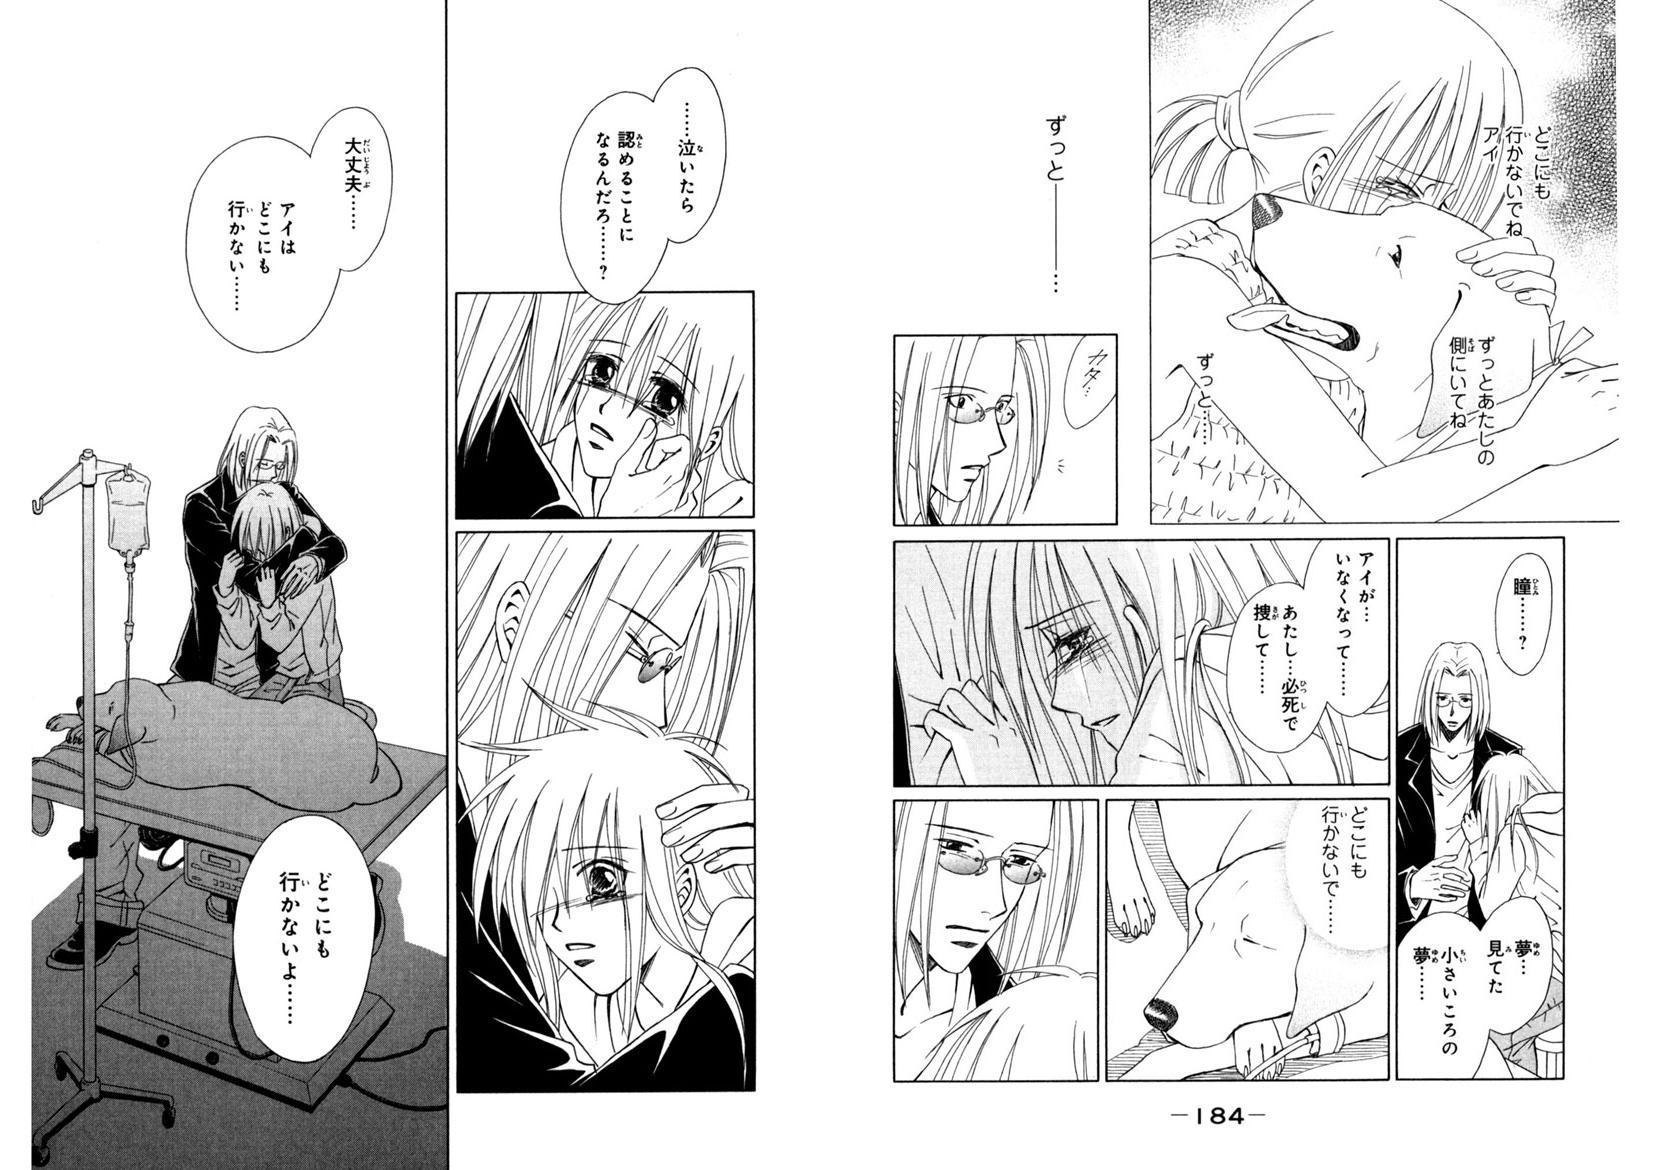 どこにも
行かないでね
アイ
ずっとあたしの
側にいてね
ずっと……
ずっと――…
カタ…
瞳……?
夢…
見てた
小さいころの
夢……
アイが…
いなくなって……
あたし…必死で
捜して……
どこにも
行かないで……
―184―
……泣いたら
認めることに
なるんだろ……?
大丈夫……
アイは
どこにも
行かない……
どこにも
行かないよ……